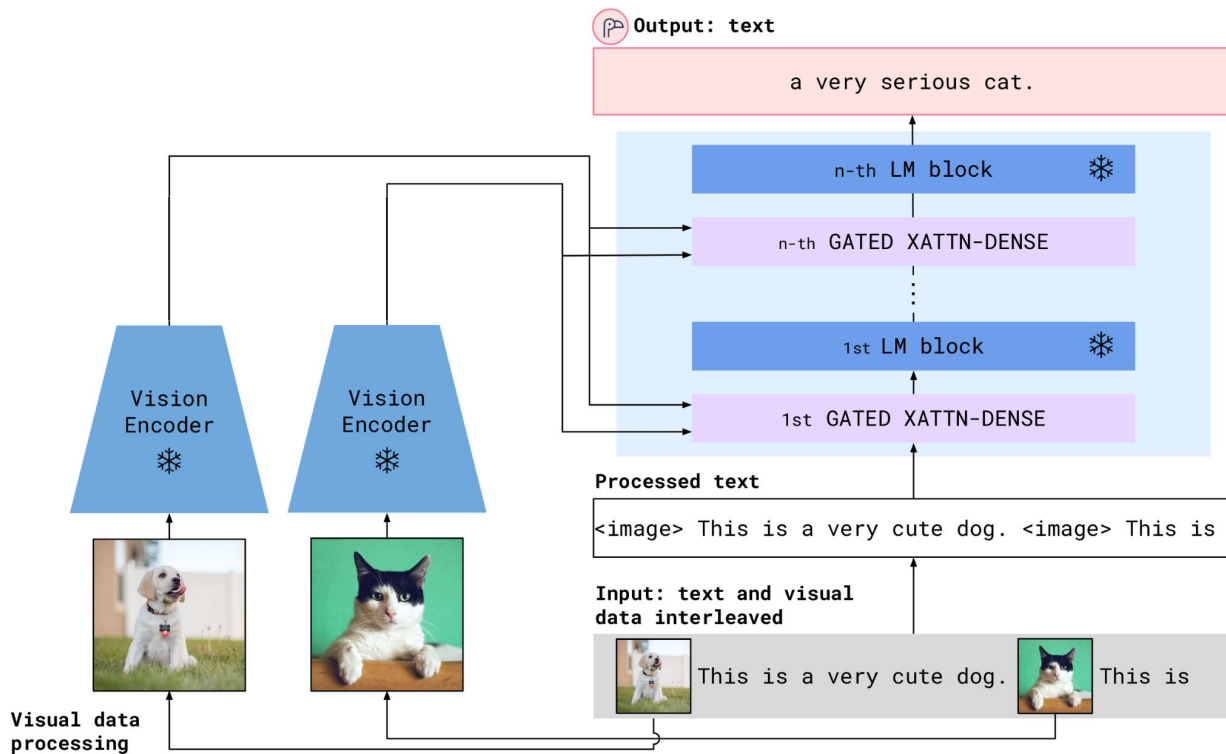 Output: text
a very serious cat.
n-th LM block
n-th GATED XATTN-DENSE
1st LM block
1st GATED XATTN-DENSE
Vision
Encoder
Vision
Encoder
Processed text
<image> This is a very cute dog. <image> This is
Input: text and visual
data interleaved
This is a very cute dog. This is
Visual data
processing